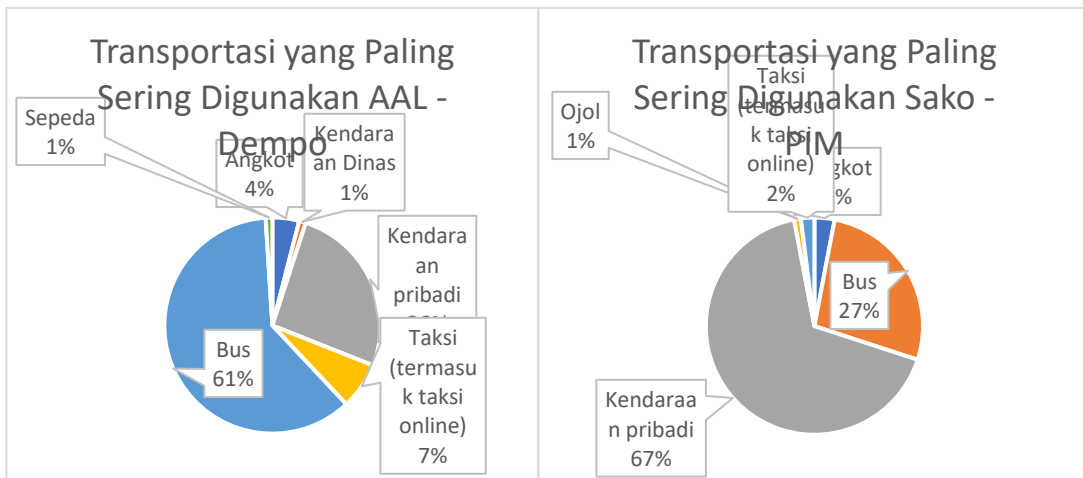 Transportasi yang Paling
Sering Digunakan AAL -
Dempo
Sepeda
1%
Angkot
4%
Kendara
an Dinas
1%
Kendara
an
pribadi
Taksi
(termasu
k taksi
online)
7%
Bus
61%
Transportasi yang Paling
Sering Digunakan Sako -
PIM
Ojol
1%
Taksi
(termasu
k taksi
online)
2%
gkot
%
Bus
27%
Kendaraa
n pribadi
67%